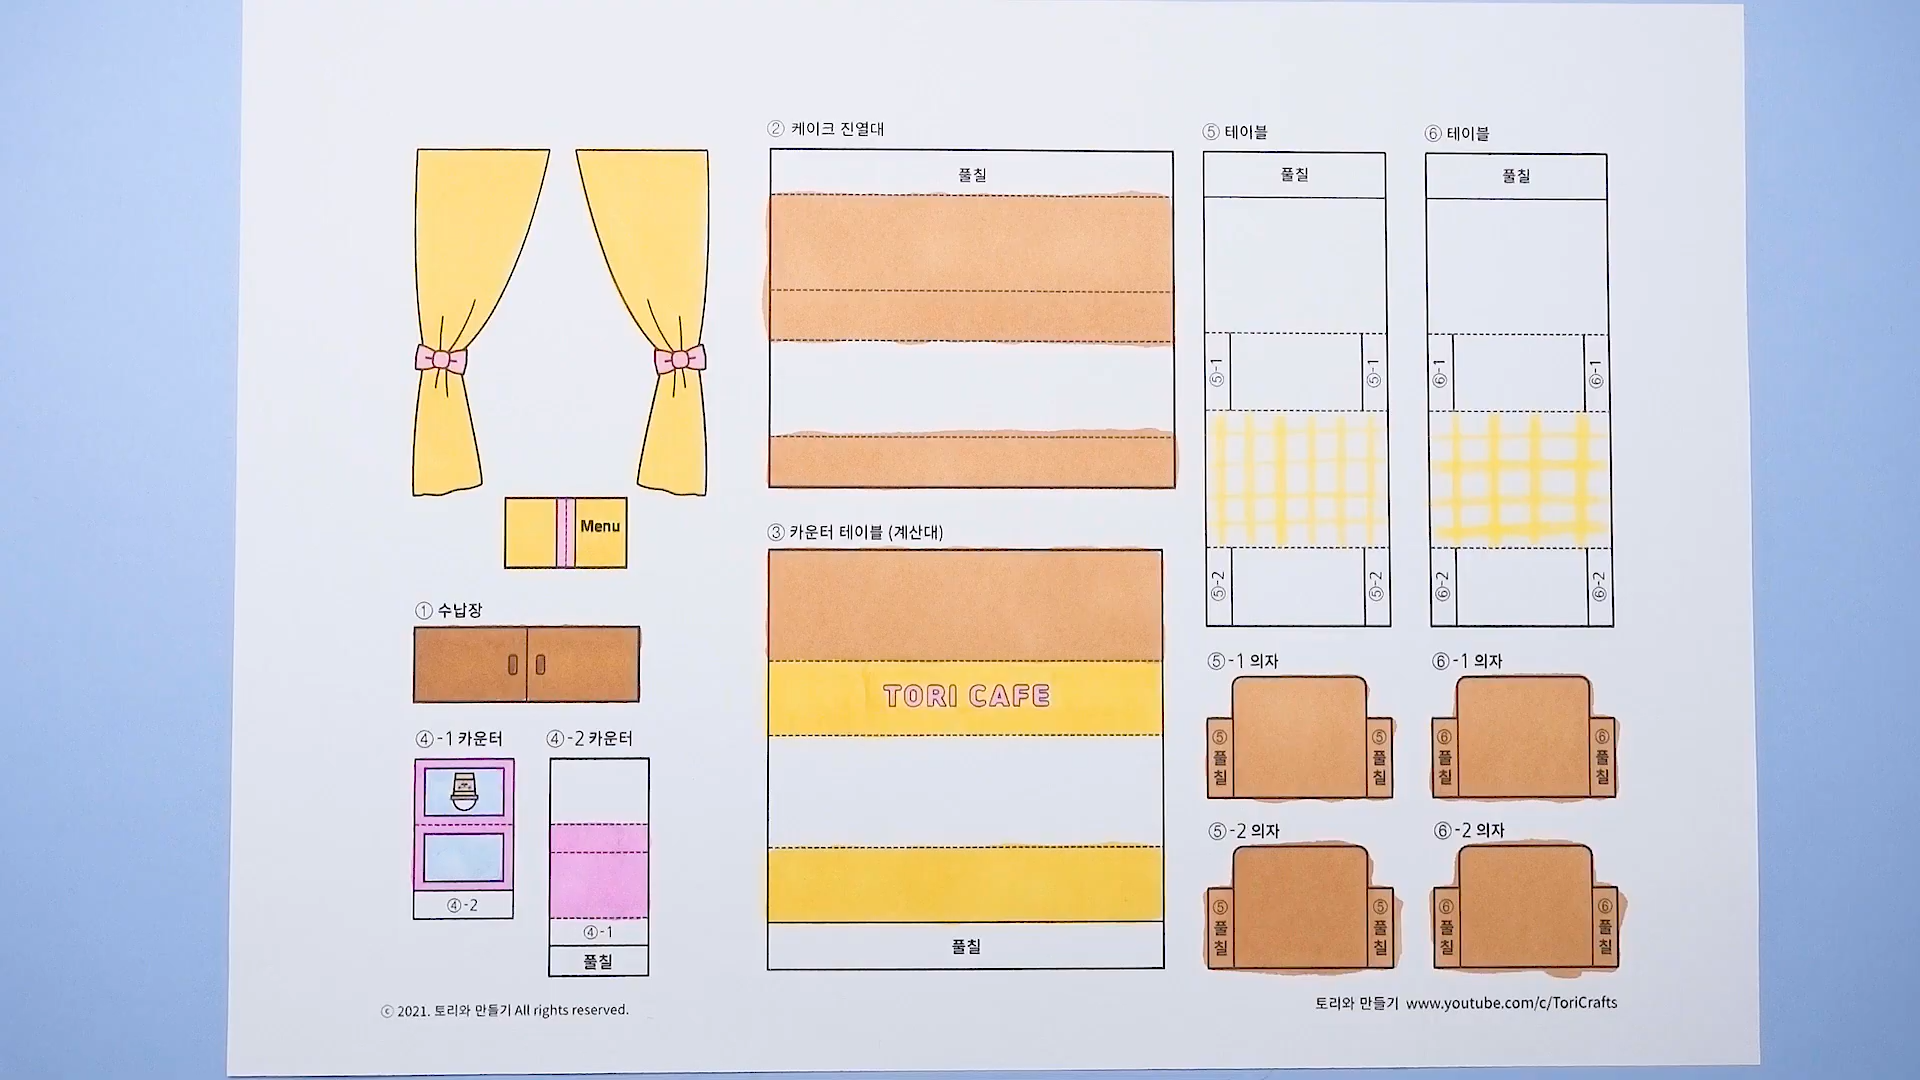 Menu
① 수납장
④-1 카운터
④-2
④-2 카운터
④-1
풀칠
② 케이크 진열대
풀칠
③ 카운터 테이블 (계산대)
TORI CAFE
풀칠
⑤ 테이블
풀칠
⑤-1
⑤-1
⑤-2
⑤-2
⑥ 테이블
풀칠
⑥-1
⑥-1
⑥-2
⑥-2
⑤-1 의자
⑤ 풀칠
⑤ 풀칠
⑥-1 의자
⑥ 풀칠
⑥ 풀칠
⑤-2 의자
⑤ 풀칠
⑤ 풀칠
⑥-2 의자
⑥ 풀칠
⑥ 풀칠
ⓒ 2021. 토리와 만들기 All rights reserved.
토리와 만들기 www.youtube.com/c/ToriCrafts